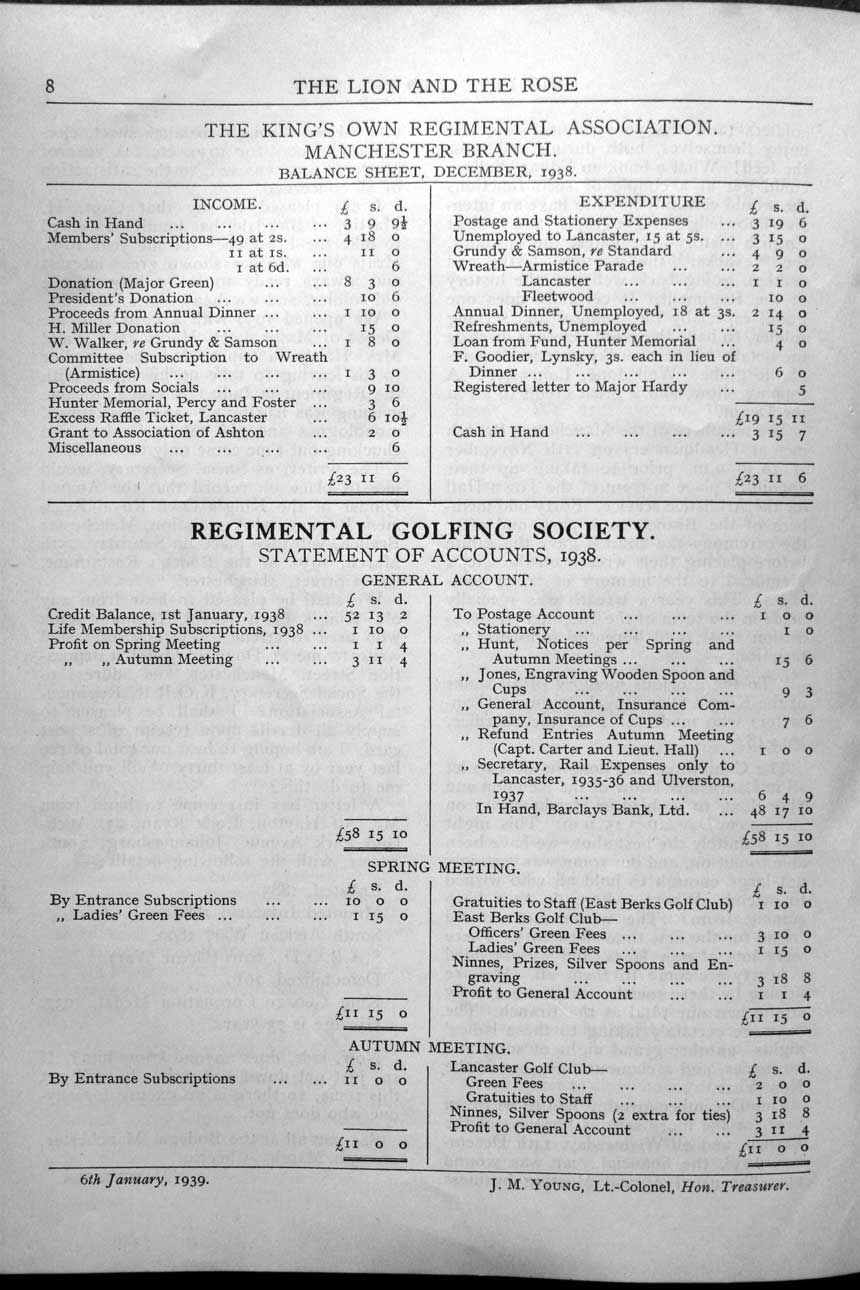 8 THE LION AND THE ROSE
THE KING'S OWN REGIMENTAL ASSOCIATION.
MANCHESTER BRANCH.
BALANCE SHEET, DECEMBER, 1938.
INCOME. £ s. d.
Cash in Hand ... ... ... ... 3 9 9½
Members' Subscriptions—49 at 2s. ... 4 18 0
11 at 1s. ... 11 0
1 at 6d. ... 6
Donation (Major Green) ... ... 8 3 0
President's Donation ... ... ... 10 6
Proceeds from Annual Dinner ... ... 1 10 0
H. Miller Donation ... ... ... 15 0
W. Walker, re Grundy & Samson ... 1 8 0
Committee Subscription to Wreath
(Armistice) ... ... ... ... 1 3 0
Proceeds from Socials ... ... ... 9 10
Hunter Memorial, Percy and Foster ... 3 6
Excess Raffle Ticket, Lancaster ... 6 10½
Grant to Association of Ashton ... 2 0
Miscellaneous ... ... ... ... 6
£23 11 6
EXPENDITURE £ s. d.
Postage and Stationery Expenses ... 3 19 6
Unemployed to Lancaster, 15 at 5s. ... 3 15 0
Grundy & Samson, re Standard ... 4 9 0
Wreath—Armistice Parade ... ... 2 2 0
Lancaster ... ... ... 1 1 0
Fleetwood ... ... ... 10 0
Annual Dinner, Unemployed, 18 at 3s. 2 14 0
Refreshments, Unemployed ... ... 15 0
Loan from Fund, Hunter Memorial ... 4 0
F. Goodier, Lynsky, 3s. each in lieu of
Dinner ... ... ... ... ... 6 0
Registered letter to Major Hardy ... 5
£19 15 11
Cash in Hand ... ... ... ... 3 15 7
£23 11 6
REGIMENTAL GOLFING SOCIETY.
STATEMENT OF ACCOUNTS, 1938.
GENERAL ACCOUNT.
£ s. d.
Credit Balance, 1st January, 1938 ... 52 13 2
Life Membership Subscriptions, 1938 ... 1 10 0
Profit on Spring Meeting ... ... 1 1 4
„ „ Autumn Meeting ... ... 3 11 4
£58 15 10
£ s. d.
To Postage Account ... ... ... 1 0 0
„ Stationery ... ... ... ... 1 0
„ Hunt, Notices per Spring and
Autumn Meetings ... ... ... 15 6
„ Jones, Engraving Wooden Spoon and
Cups ... ... ... ... 9 3
„ General Account, Insurance Com-
pany, Insurance of Cups ... ... 7 6
„ Refund Entries Autumn Meeting
(Capt. Carter and Lieut. Hall) ... 1 0 0
„ Secretary, Rail Expenses only to
Lancaster, 1935-36 and Ulverston,
1937 ... ... ... ... 6 4 9
In Hand, Barclays Bank, Ltd. ... 48 17 10
£58 15 10
SPRING MEETING.
£ s. d.
By Entrance Subscriptions ... ... 10 0 0
„ Ladies' Green Fees ... ... ... 1 15 0
£11 15 0
£ s. d.
Gratuities to Staff (East Berks Golf Club) 1 10 0
East Berks Golf Club—
Officers' Green Fees ... ... ... 3 10 0
Ladies' Green Fees ... ... ... 1 15 0
Ninnes, Prizes, Silver Spoons and En-
graving ... ... ... ... 3 18 8
Profit to General Account ... ... 1 1 4
£11 15 0
AUTUMN MEETING.
£ s. d.
By Entrance Subscriptions ... ... 11 0 0
£11 0 0
Lancaster Golf Club— £ s. d.
Green Fees ... ... ... ... 2 0 0
Gratuities to Staff ... ... ... 1 10 0
Ninnes, Silver Spoons (2 extra for ties) 3 18 8
Profit to General Account ... ... 3 11 4
£11 0 0
6th January, 1939.
J. M. YOUNG, Lt.-Colonel, Hon. Treasurer.